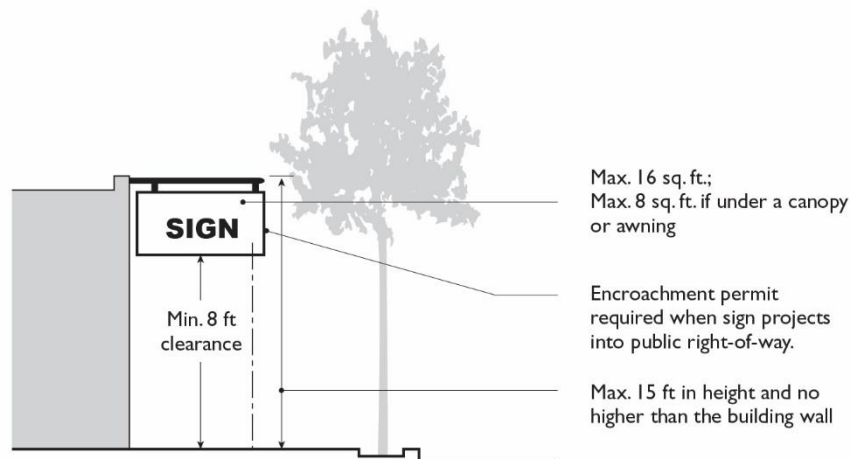 SIGN
Min. 8 ft
clearance
Max. 16 sq. ft.;
Max. 8 sq. ft. if under a canopy
or awning
Encroachment permit
required when sign projects
into public right-of-way.
Max. 15 ft in height and no
higher than the building wall